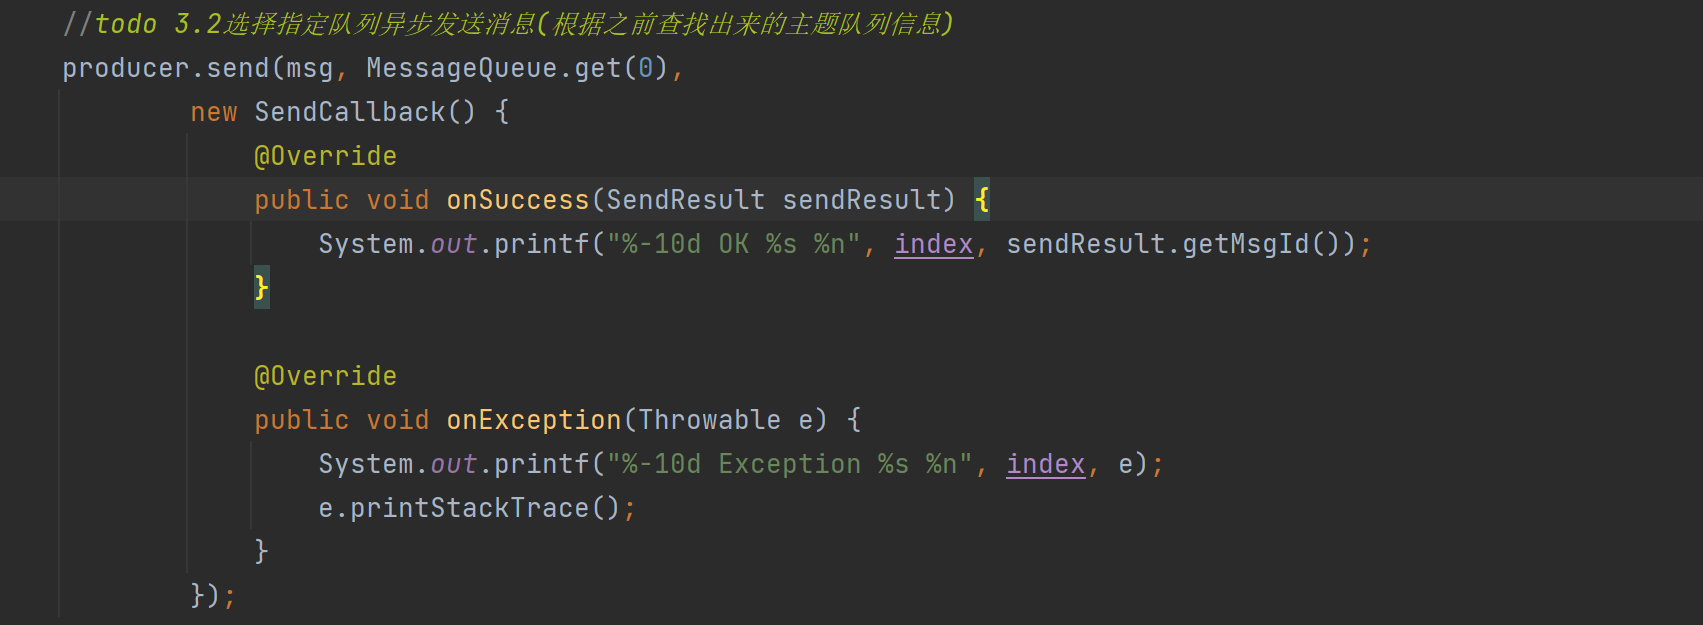 //todo 3.2选择指定队列异步发送消息(根据之前查找出来的主题队列信息)
producer.send(msg, MessageQueue.get(0),
new SendCallback() {
@Override
public void onSuccess(SendResult sendResult) {
System.out.printf("%-10d OK %s %n", index, sendResult.getMsgId());
}
@Override
public void onException(Throwable e) {
System.out.printf("%-10d Exception %s %n", index, e);
e.printStackTrace();
}
});